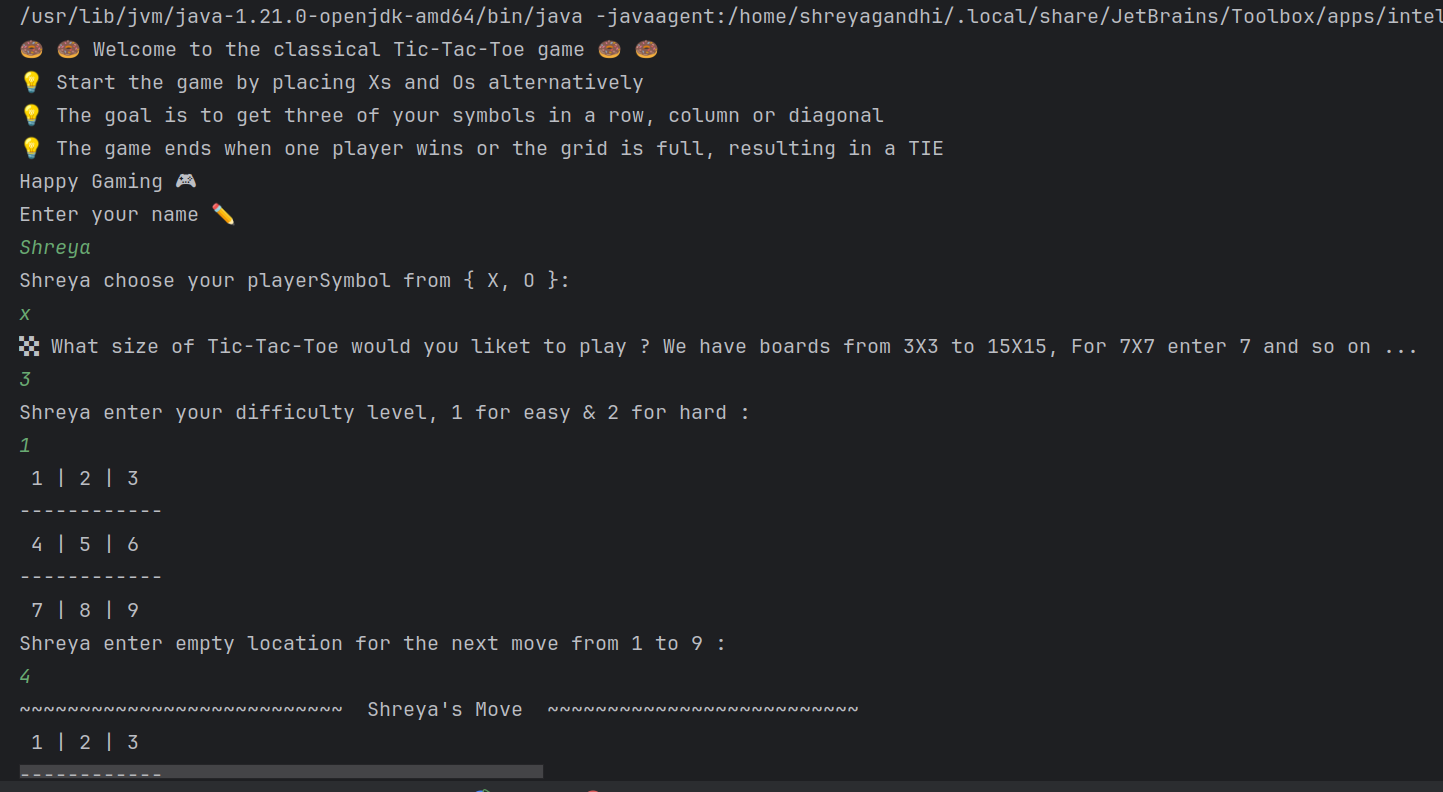 /usr/lib/jvm/java-1.21.0-openjdk-amd64/bin/java -javaagent:/home/shreyagandhi/.local/share/JetBrains/Toolbox/apps/intel
🍩 🍩 Welcome to the classical Tic-Tac-Toe game 🍩 🍩
💡 Start the game by placing Xs and Os alternatively
💡 The goal is to get three of your symbols in a row, column or diagonal
💡 The game ends when one player wins or the grid is full, resulting in a TIE
Happy Gaming 🎮
Enter your name ✏️
Shreya
Shreya choose your playerSymbol from { X, O }:
x
🏁 What size of Tic-Tac-Toe would you liket to play ? We have boards from 3X3 to 15X15, For 7X7 enter 7 and so on ...
3
Shreya enter your difficulty level, 1 for easy & 2 for hard :
1
1 | 2 | 3
------------
4 | 5 | 6
------------
7 | 8 | 9
Shreya enter empty location for the next move from 1 to 9 :
4
~~~~~~~~~~~~~~~~~~~~~~~~~~~ Shreya's Move ~~~~~~~~~~~~~~~~~~~~~~~~~~
1 | 2 | 3
------------